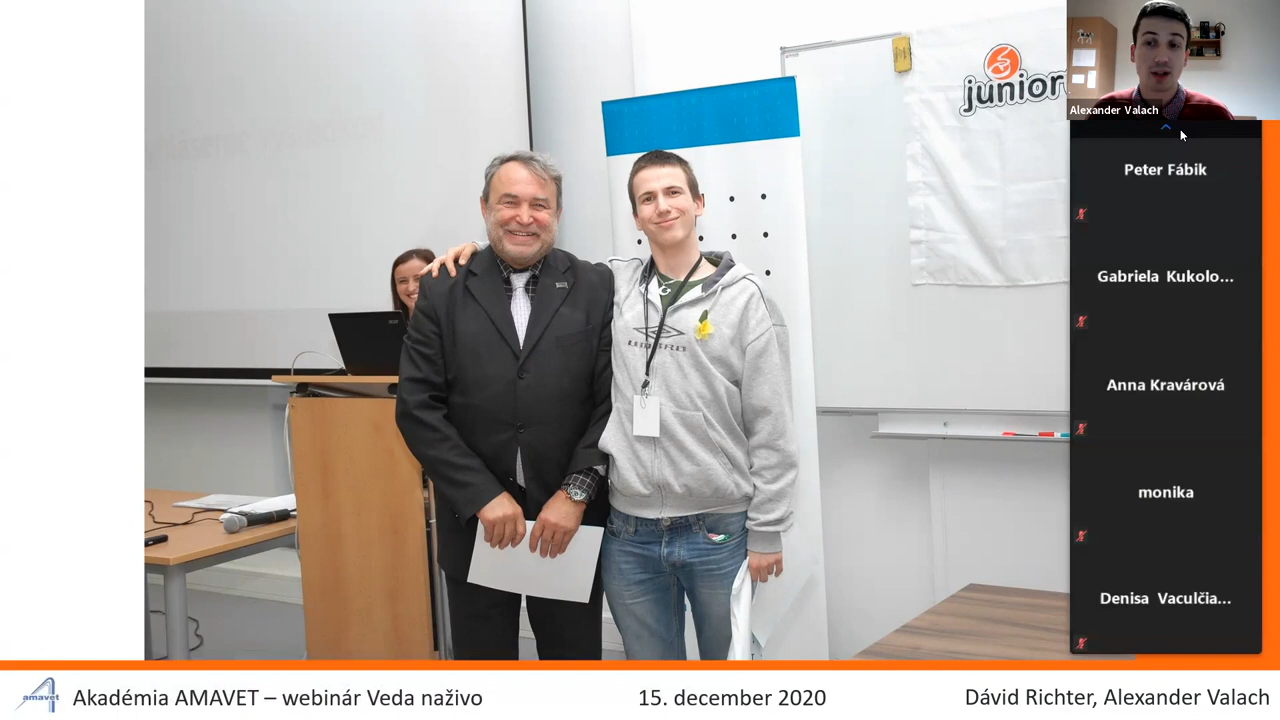 junior
Alexander Valach
Peter Fábik
UMBRO
Gabriela Kukolo...
Anna Kravárová
monika
Denisa Vaculčia...
amavet
Akadémia AMAVET – webinár Veda naživo
15. december 2020
Dávid Richter, Alexander Valach